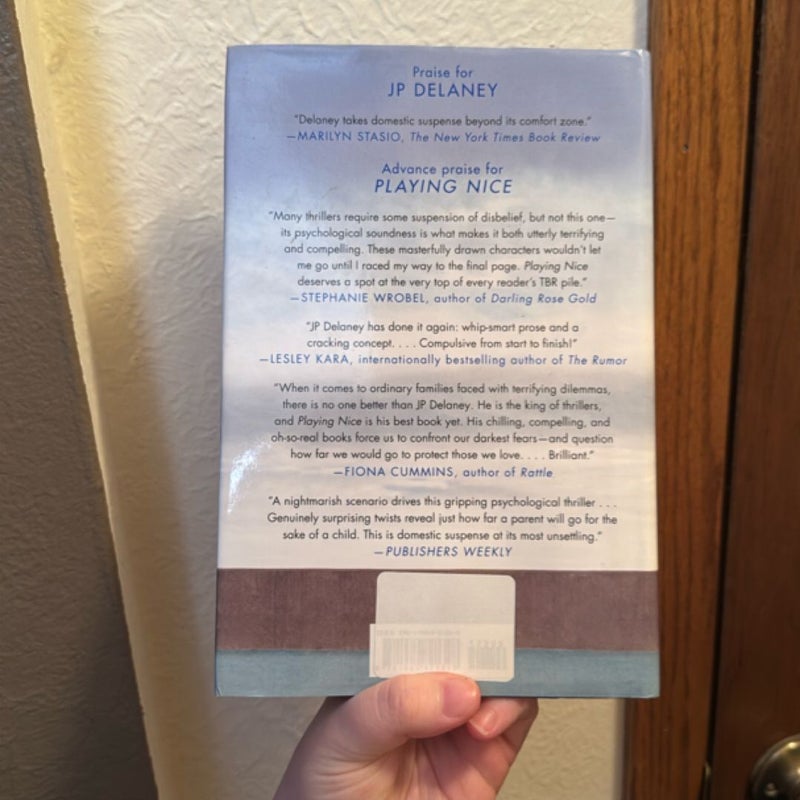 Praise for
JP DELANEY
"Delaney takes domestic suspense beyond its comfort zone."
—MARILYN STASIO, The New York Times Book Review
Advance praise for
PLAYING NICE
"Many thrillers require some suspension of disbelief, but not this one—
its psychological soundness is what makes it both utterly terrifying
and compelling. These masterfully drawn characters wouldn't let
me go until I raced my way to the final page. Playing Nice
deserves a spot at the very top of every reader's TBR pile."
—STEPHANIE WROBEL, author of Darling Rose Gold
"JP Delaney has done it again: whip-smart prose and a
cracking concept. . . . Compulsive from start to finish!"
—LESLEY KARA, internationally bestselling author of The Rumor
"When it comes to ordinary families faced with terrifying dilemmas,
there is no one better than JP Delaney. He is the king of thrillers,
and Playing Nice is his best book yet. His chilling, compelling, and
oh-so-real books force us to confront our darkest fears—and question
how far we would go to protect those we love. . . . Brilliant."
—FIONA CUMMINS, author of Rattle
"A nightmarish scenario drives this gripping psychological thriller . . .
Genuinely surprising twists reveal just how far a parent will go for the
sake of a child. This is domestic suspense at its most unsettling."
—PUBLISHERS WEEKLY